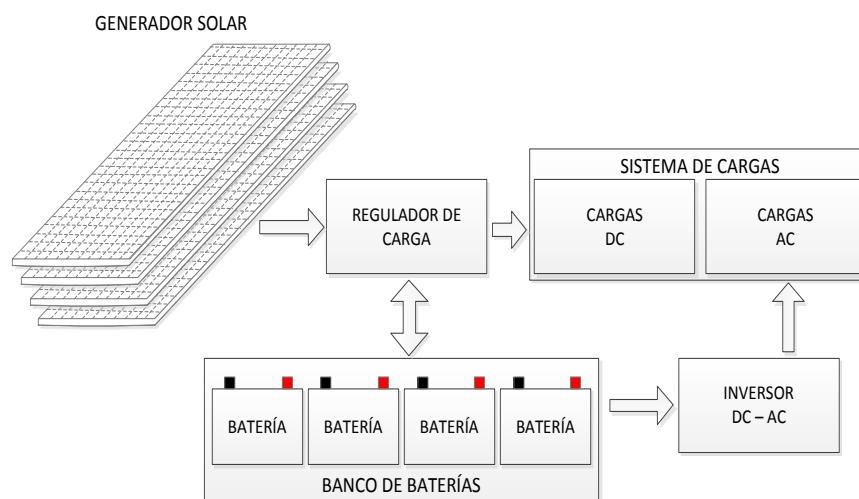 GENERADOR SOLAR
SISTEMA DE CARGAS
REGULADOR DE
CARGA
CARGAS
DC
CARGAS
AC
BATERÍA
BATERÍA
BATERÍA
BATERÍA
BANCO DE BATERÍAS
INVERSOR
DC – AC